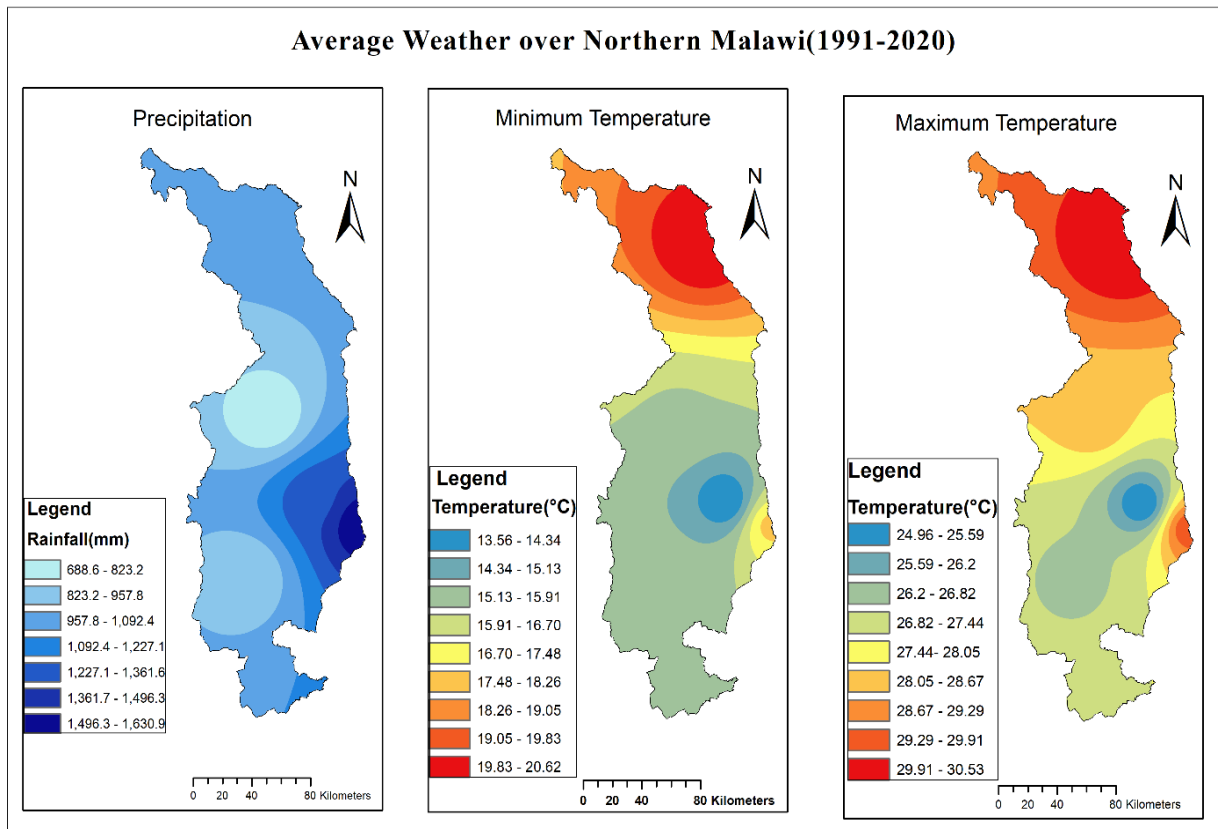 Average Weather over Northern Malawi(1991-2020)
Precipitation
N
Legend
Rainfall(mm)
688.6 - 823.2
823.2 - 957.8
957.8 - 1,092.4
1,092.4 - 1,227.1
1,227.1 - 1,361.6
1,361.7 - 1,496.3
1,496.3 - 1,630.9
0 20 40 80 Kilometers
Minimum Temperature
N
Legend
Temperature(°C)
13.56 - 14.34
14.34 - 15.13
15.13 - 15.91
15.91 - 16.70
16.70 - 17.48
17.48 - 18.26
18.26 - 19.05
19.05 - 19.83
19.83 - 20.62
0 20 40 80 Kilometers
Maximum Temperature
N
Legend
Temperature(°C)
24.96 - 25.59
25.59 - 26.2
26.2 - 26.82
26.82 - 27.44
27.44- 28.05
28.05 - 28.67
28.67 - 29.29
29.29 - 29.91
29.91 - 30.53
0 20 40 80 Kilometers